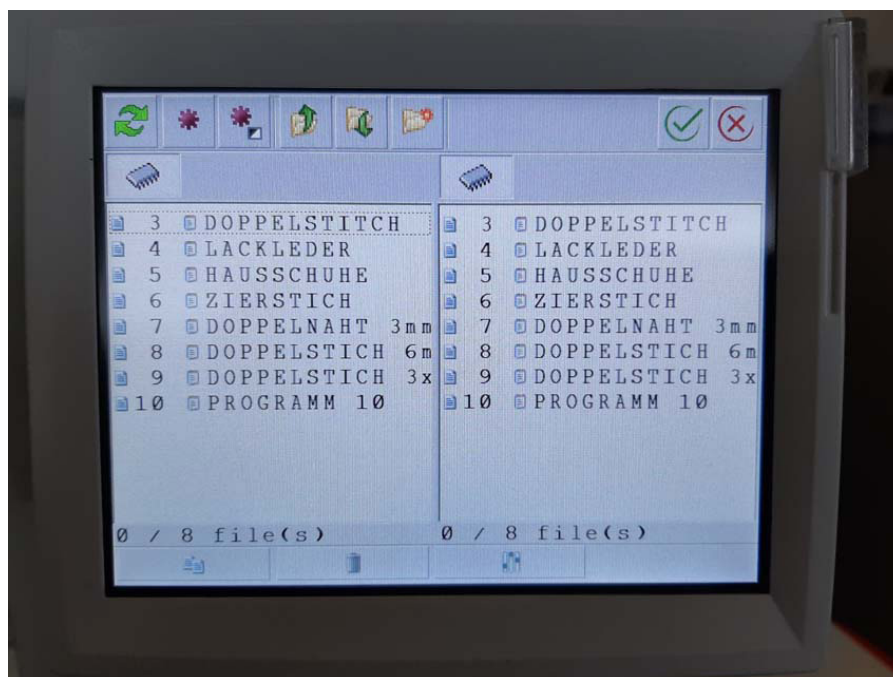 3 DOPPELSTITCH
4 LACKLEDER
5 HAUSSCHUHE
6 ZIERSTICH
7 DOPPELNAHT 3mm
8 DOPPELSTICH 6m
9 DOPPELSTICH 3x
10 PROGRAMM 10
0 / 8 file(s)
3 DOPPELSTITCH
4 LACKLEDER
5 HAUSSCHUHE
6 ZIERSTICH
7 DOPPELNAHT 3mm
8 DOPPELSTICH 6m
9 DOPPELSTICH 3x
10 PROGRAMM 10
0 / 8 file(s)